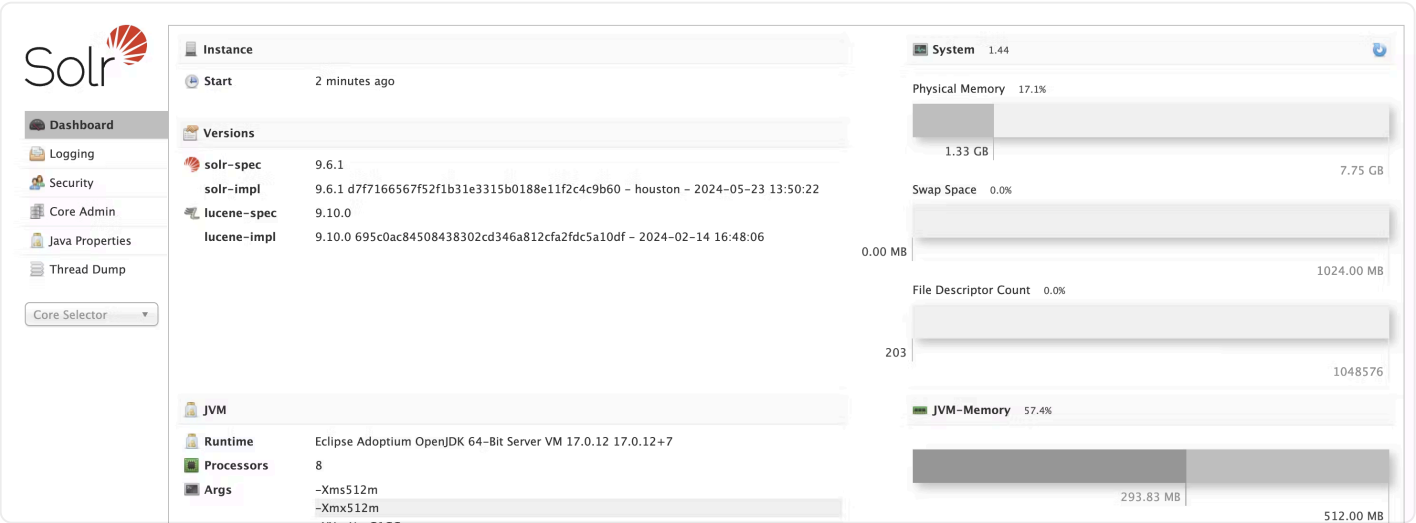 Solr
Dashboard
Logging
Security
Core Admin
Java Properties
Thread Dump
Core Selector
Instance
Start 2 minutes ago
Versions
solr-spec 9.6.1
solr-impl 9.6.1 d7f7166567f52f1b31e3315b0188e11f2c4c9b60 – houston – 2024-05-23 13:50:22
lucene-spec 9.10.0
lucene-impl 9.10.0 695c0ac84508438302cd346a812cfa2fdc5a10df – 2024-02-14 16:48:06
JVM
Runtime Eclipse Adoptium OpenJDK 64-Bit Server VM 17.0.12 17.0.12+7
Processors 8
Args -Xms512m
-Xmx512m
System 1.44
Physical Memory 17.1%
1.33 GB
7.75 GB
Swap Space 0.0%
0.00 MB
1024.00 MB
File Descriptor Count 0.0%
203
1048576
JVM-Memory 57.4%
293.83 MB
512.00 MB